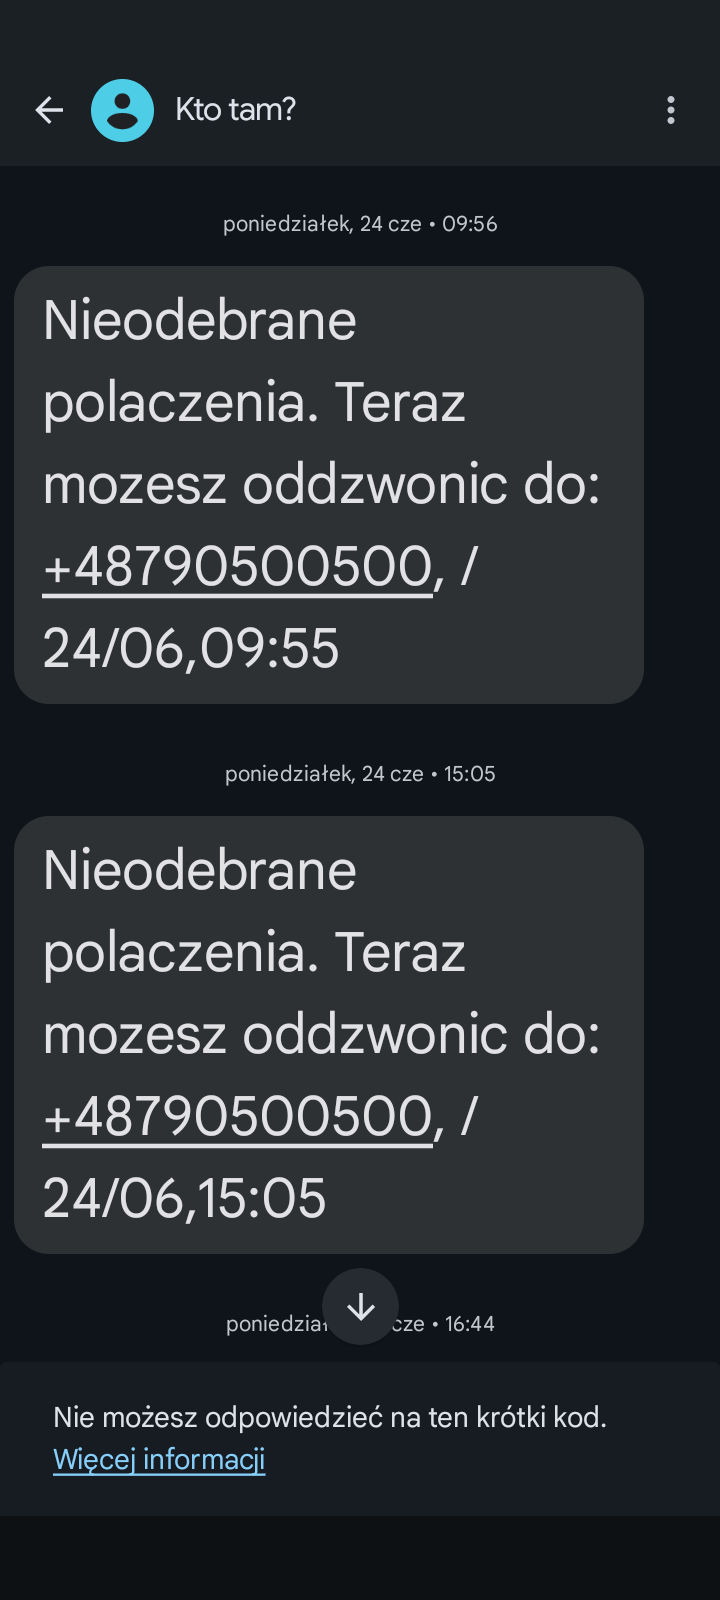 Kto tam?
poniedziałek, 24 cze • 09:56
Nieodebrane
polaczenia. Teraz
mozesz oddzwonic do:
+48790500500, /
24/06,09:55
poniedziałek, 24 cze • 15:05
Nieodebrane
polaczenia. Teraz
mozesz oddzwonic do:
+48790500500, /
24/06,15:05
cze • 16:44
Nie możesz odpowiedzieć na ten krótki kod.
Więcej informacji